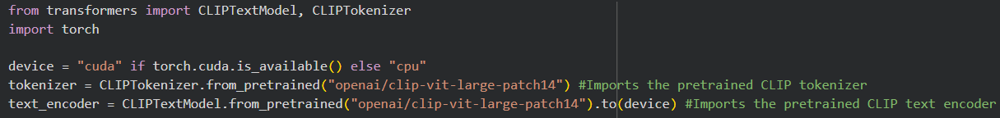 from transformers import CLIPTextModel, CLIPTokenizer
import torch
device = "cuda" if torch.cuda.is_available() else "cpu"
tokenizer = CLIPTokenizer.from_pretrained("openai/clip-vit-large-patch14") #Imports the pretrained CLIP tokenizer
text_encoder = CLIPTextModel.from_pretrained("openai/clip-vit-large-patch14").to(device) #Imports the pretrained CLIP text encoder